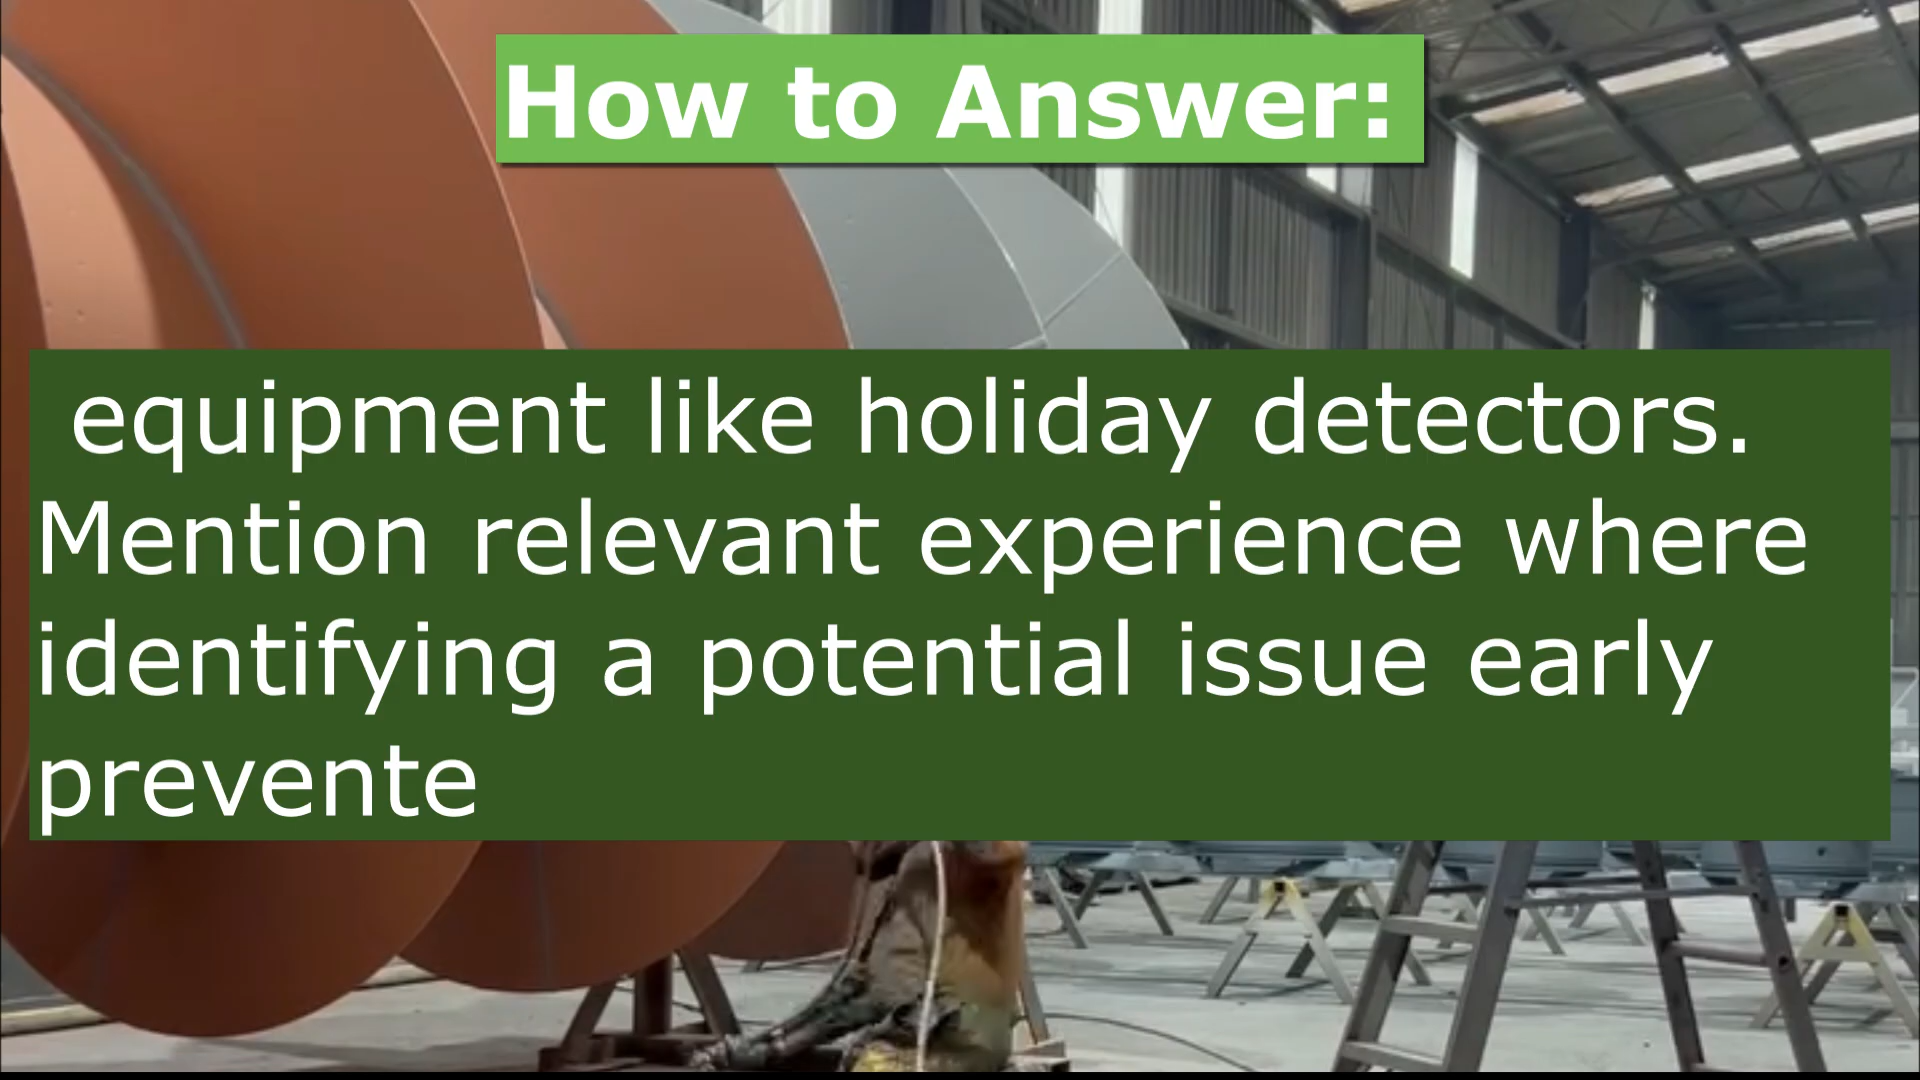 How to Answer:
equipment like holiday detectors.
Mention relevant experience where
identifying a potential issue early
prevente